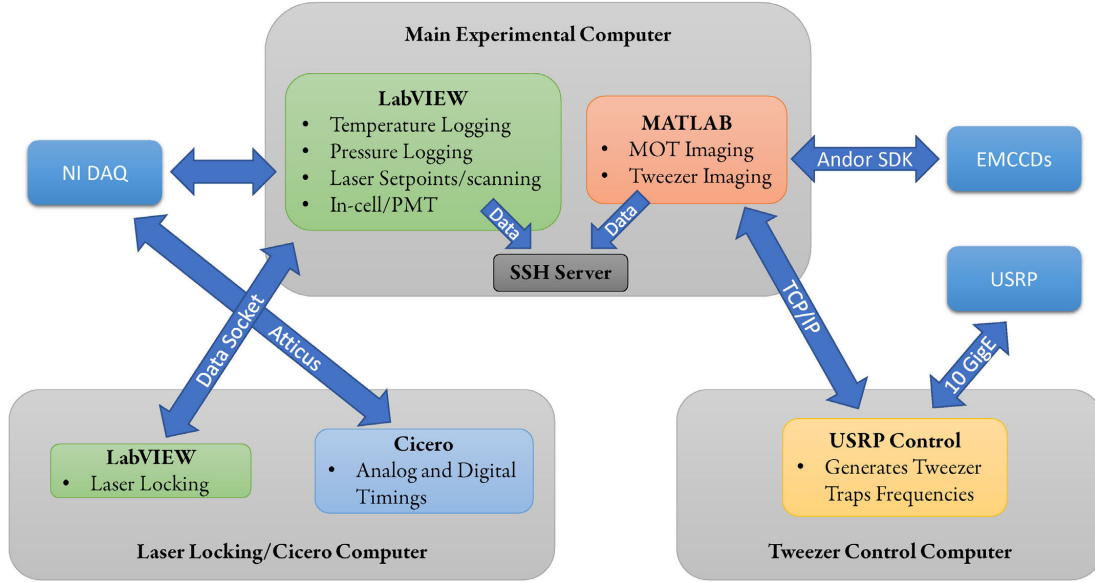 Main Experimental Computer
LabVIEW
• Temperature Logging
• Pressure Logging
• Laser Setpoints/scanning
• In-cell/PMT
MATLAB
• MOT Imaging
• Tweezer Imaging
NI DAQ
Andor SDK
EMCCDs
Data
Data
SSH Server
USRP
Data Socket
Atticus
TCP/IP
10 GigE
LabVIEW
• Laser Locking
Cicero
• Analog and Digital
Timings
Laser Locking/Cicero Computer
USRP Control
• Generates Tweezer
Traps Frequencies
Tweezer Control Computer